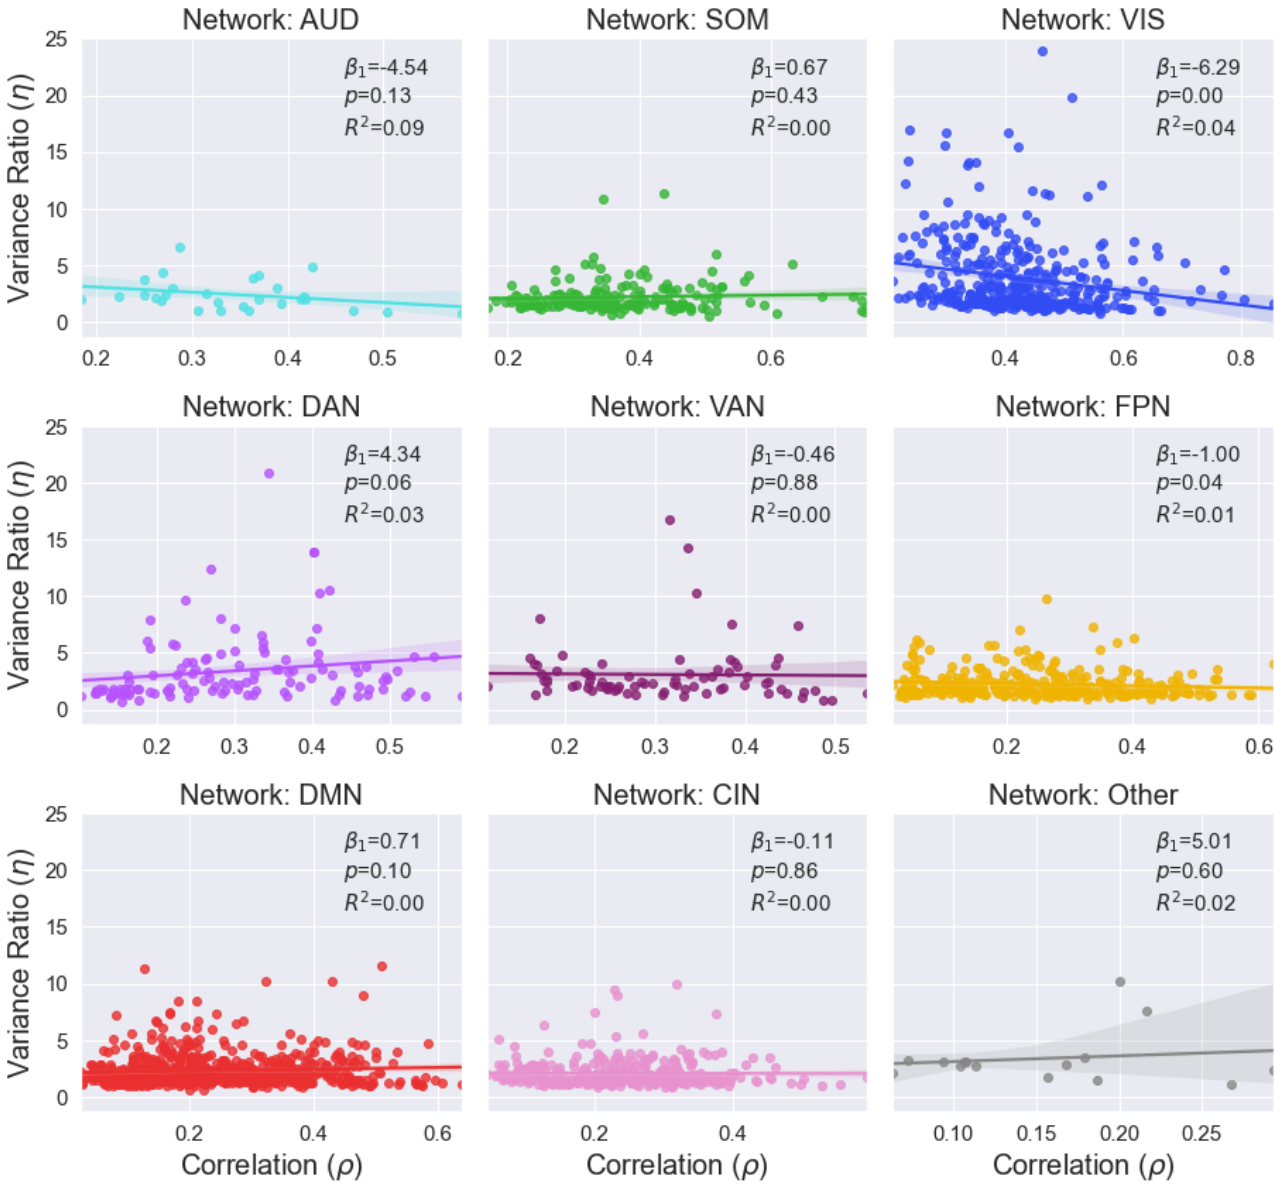 Network: AUD
Network: SOM
Network: VIS
Variance Ratio (η)
25
20
15
10
5
0
β₁=-4.54
p=0.13
R²=0.09
0.2 0.3 0.4 0.5
β₁=0.67
p=0.43
R²=0.00
0.2 0.4 0.6
β₁=-6.29
p=0.00
R²=0.04
0.4 0.6 0.8
Network: DAN
Network: VAN
Network: FPN
Variance Ratio (η)
25
20
15
10
5
0
β₁=4.34
p=0.06
R²=0.03
0.2 0.3 0.4 0.5
β₁=-0.46
p=0.88
R²=0.00
0.2 0.3 0.4 0.5
β₁=-1.00
p=0.04
R²=0.01
0.2 0.4 0.6
Network: DMN
Network: CIN
Network: Other
Variance Ratio (η)
25
20
15
10
5
0
β₁=0.71
p=0.10
R²=0.00
0.2 0.4 0.6
Correlation (ρ)
β₁=-0.11
p=0.86
R²=0.00
0.2 0.4
Correlation (ρ)
β₁=5.01
p=0.60
R²=0.02
0.10 0.15 0.20 0.25
Correlation (ρ)